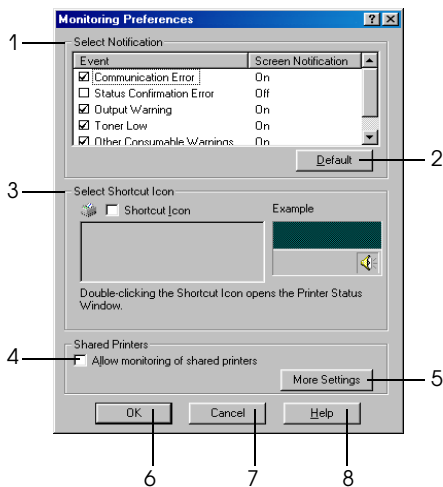 Monitoring Preferences
1
Select Notification
Event Screen Notification
Communication Error On
Status Confirmation Error Off
Output Warning On
Toner Low On
Other Consumable Warnings On
Default
2
3
Select Shortcut Icon
Shortcut Icon
Example
Double-clicking the Shortcut Icon opens the Printer Status
Window.
Shared Printers
4
Allow monitoring of shared printers
More Settings
5
OK Cancel Help
6 7 8